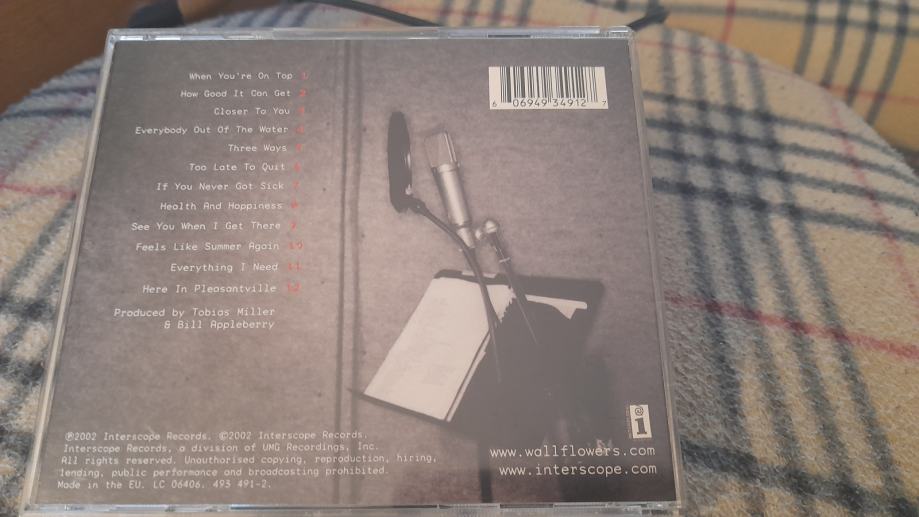 When You're On Top 1
How Good It Can Get 2
Closer To You 3
Everybody Out Of The Water 4
Three Ways 5
Too Late To Quit 6
If You Never Got Sick 7
Health And Happiness 8
See You When I Get There 9
Feels Like Summer Again 10
Everything I Need 11
Here In Pleasantville 12
Produced by Tobias Miller
& Bill Appleberry
6 06949 34912 7
℗2002 Interscope Records. ©2002 Interscope Records.
Interscope Records, a division of UMG Recordings, Inc.
All rights reserved. Unauthorised copying, reproduction, hiring,
lending, public performance and broadcasting prohibited.
Made in the EU. LC 06406. 493 491-2.
@
i
www.wallflowers.com
www.interscope.com